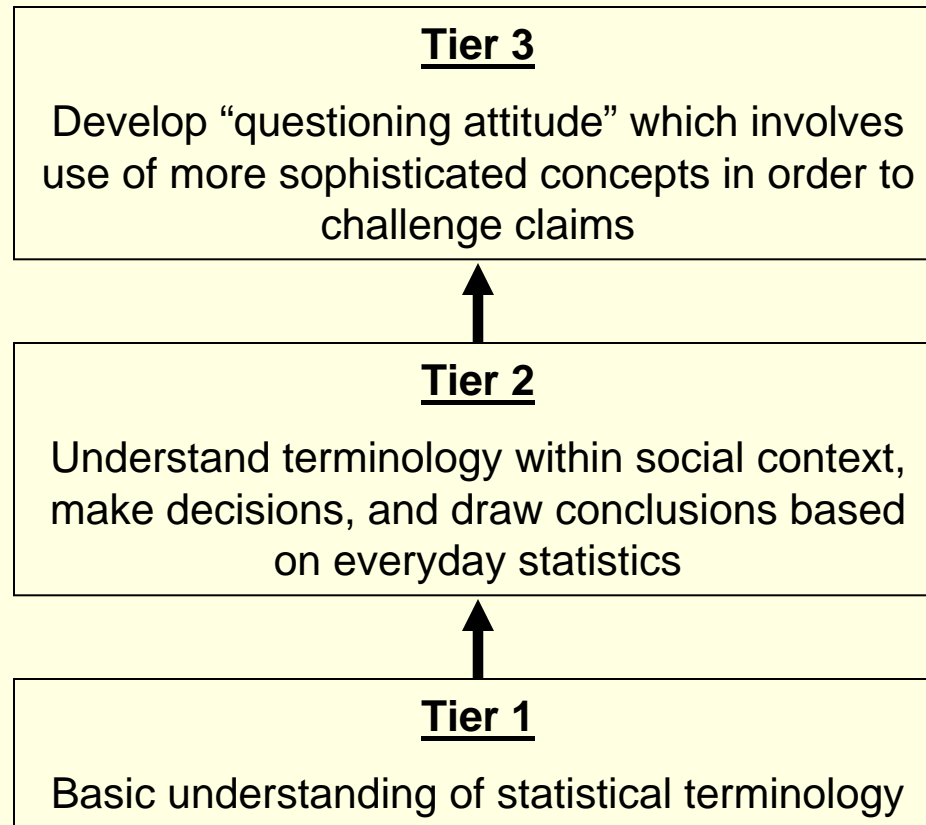 Tier 3
Develop “questioning attitude” which involves
use of more sophisticated concepts in order to
challenge claims
Tier 2
Understand terminology within social context,
make decisions, and draw conclusions based
on everyday statistics
Tier 1
Basic understanding of statistical terminology